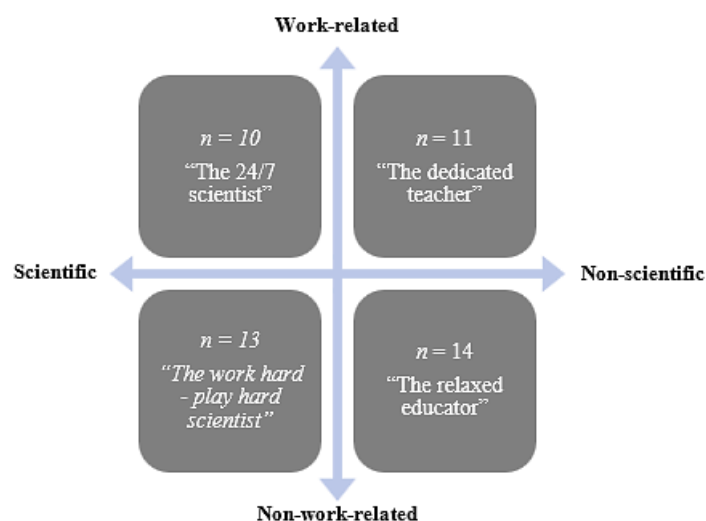 Work-related
n = 10
“The 24/7
scientist”
n = 11
“The dedicated
teacher”
Scientific
Non-scientific
n = 13
“The work hard
- play hard
scientist”
n = 14
“The relaxed
educator”
Non-work-related